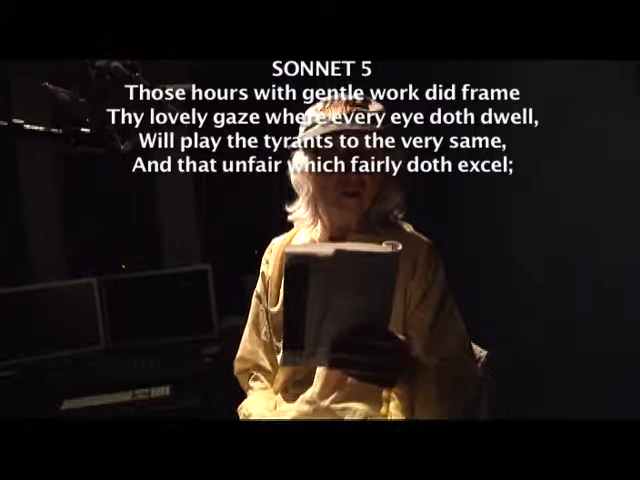 SONNET 5
Those hours with gentle work did frame
Thy lovely gaze where every eye doth dwell,
Will play the tyrants to the very same,
And that unfair which fairly doth excel;